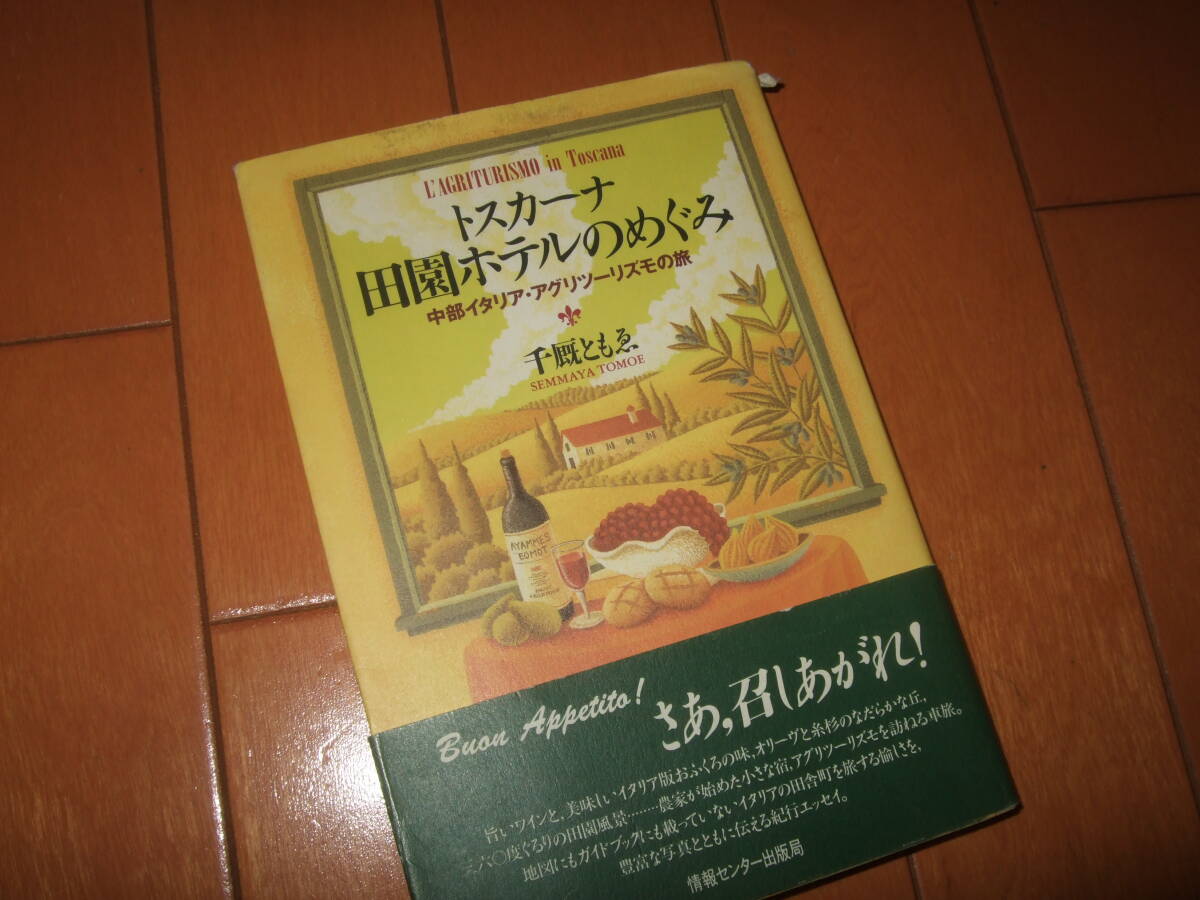 L'AGRITURISMO in Toscana
トスカーナ
田園ホテルのめぐみ
中部イタリア・アグリツーリズモの旅
千厩ともゑ
SEMMAYA TOMOE
AYAMMES
EOMOT
Buon Appetito!
さあ,召しあがれ!
旨いワインと,美味しいイタリア版おふくろの味,オリーヴと糸杉のなだらかな丘,
三六〇度ぐるりの田園風景……農家が始めた小さな宿,アグリツーリズモを訪ねる車旅。
地図にもガイドブックにも載っていないイタリアの田舎町を旅する愉しさを,
豊富な写真とともに伝える紀行エッセイ。
情報センター出版局